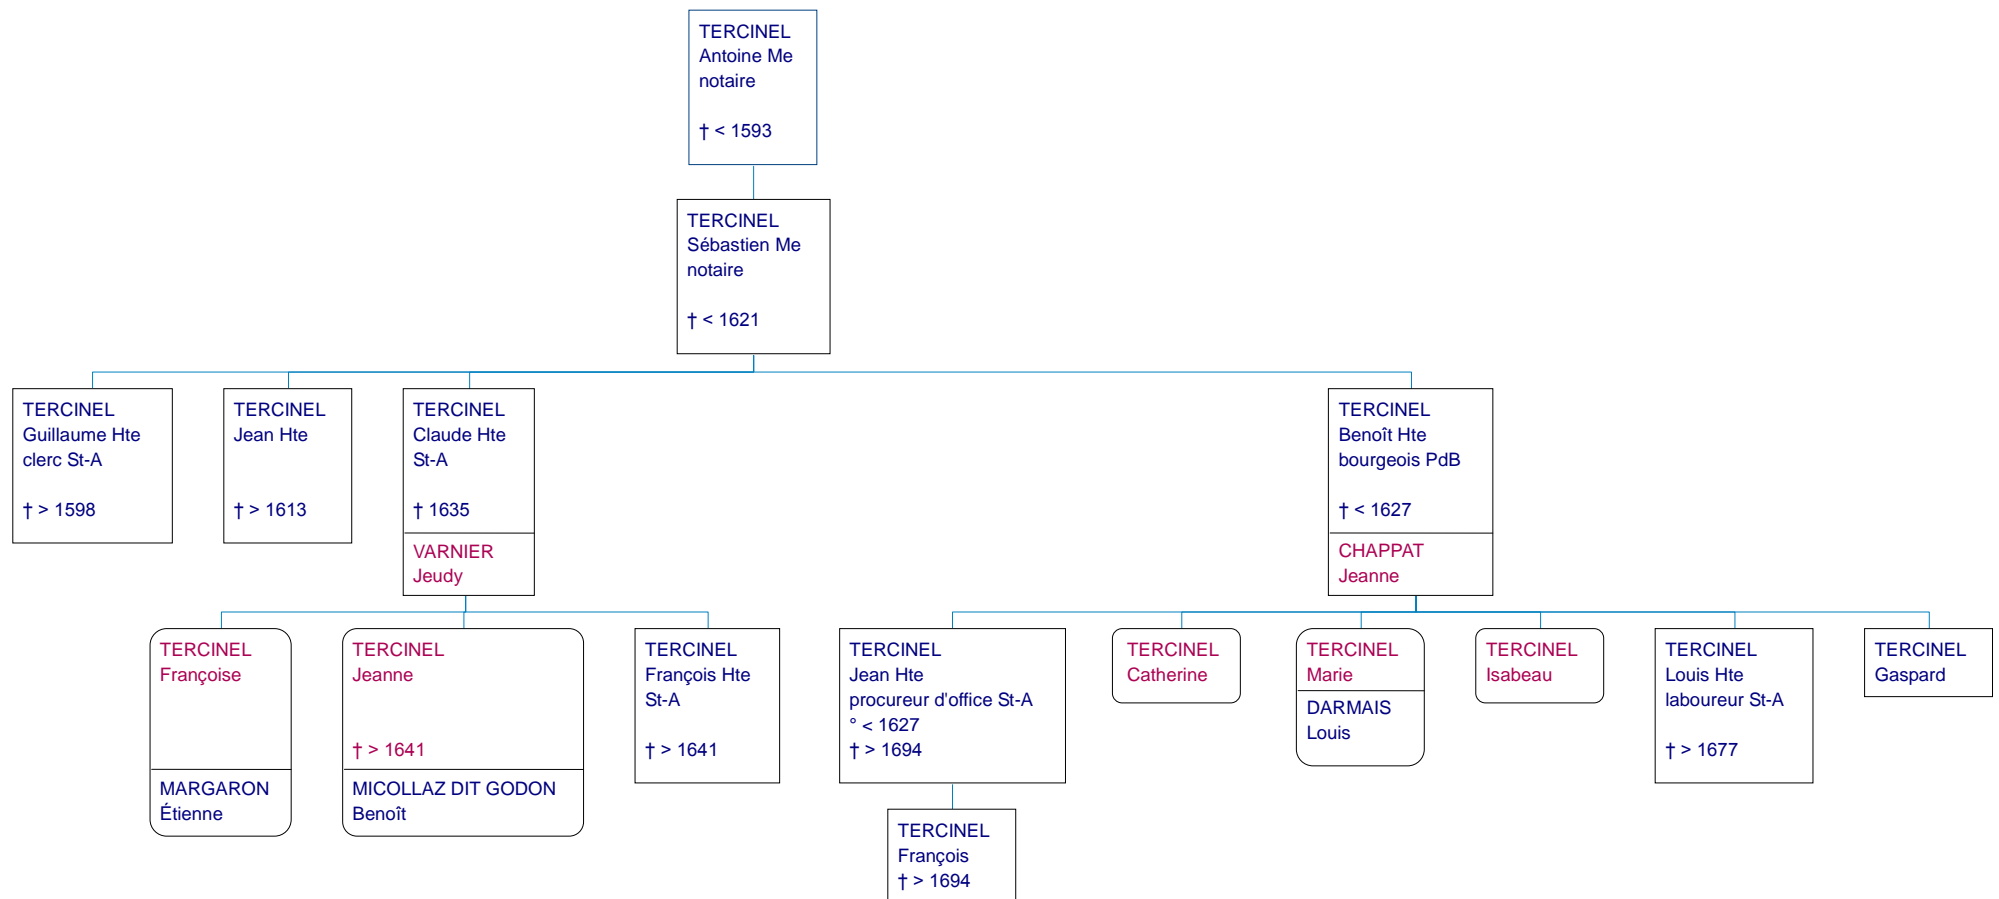 TERCINEL
Antoine Me
notaire
† < 1593
TERCINEL
Sébastien Me
notaire
† < 1621
TERCINEL
Guillaume Hte
clerc St-A
† > 1598
TERCINEL
Jean Hte
† > 1613
TERCINEL
Claude Hte
St-A
† 1635
VARNIER
Jeudy
TERCINEL
Benoît Hte
bourgeois PdB
† < 1627
CHAPPAT
Jeanne
TERCINEL
Françoise
MARGARON
Étienne
TERCINEL
Jeanne
† > 1641
MICOLLAZ DIT GODON
Benoît
TERCINEL
François Hte
St-A
† > 1641
TERCINEL
Jean Hte
procureur d'office St-A
° < 1627
† > 1694
TERCINEL
Catherine
TERCINEL
Marie
DARMAIS
Louis
TERCINEL
Isabeau
TERCINEL
Louis Hte
laboureur St-A
† > 1677
TERCINEL
Gaspard
TERCINEL
François
† > 1694